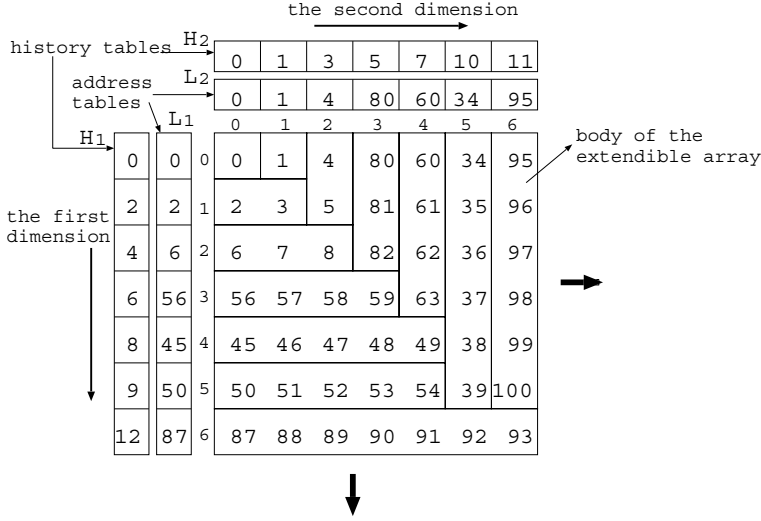 the second dimension
history tables
H2
0 1 3 5 7 10 11
address
tables
L2
0 1 4 80 60 34 95
L1
0 1 2 3 4 5 6
H1
body of the
extendible array
0 0 0 0 1 4 80 60 34 95
2 2 1 2 3 5 81 61 35 96
the first
dimension
4 6 2 6 7 8 82 62 36 97
6 56 3 56 57 58 59 63 37 98
8 45 4 45 46 47 48 49 38 99
9 50 5 50 51 52 53 54 39 100
12 87 6 87 88 89 90 91 92 93